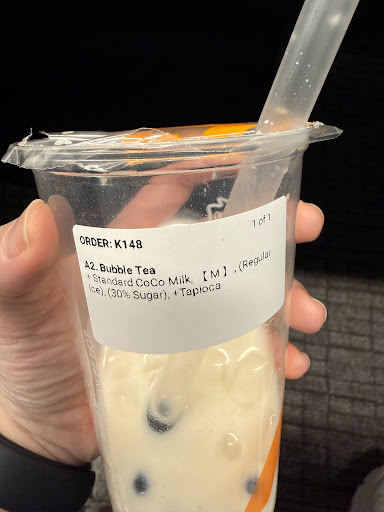 1 of 1
ORDER: K148
A2. Bubble Tea
+ Standard CoCo Milk, 【M】, (Regular
Ice), (30% Sugar), +Tapioca